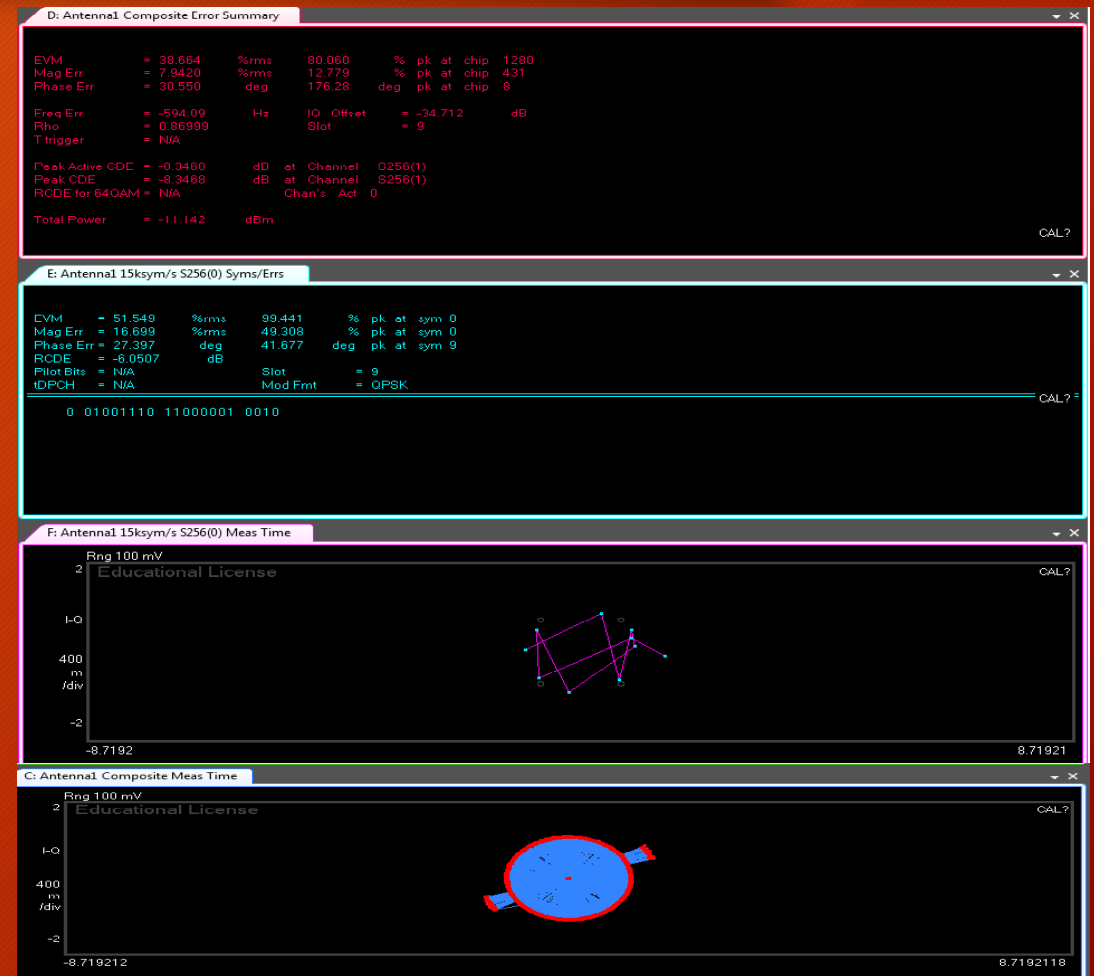 D: Antenna1 Composite Error Summary
EVM = 38.664 %rms 80.060 % pk at chip 1280
Mag Err = 7.9420 %rms 12.779 % pk at chip 431
Phase Err = 30.550 deg 176.28 deg pk at chip 8
Freq Err = -594.09 Hz IQ Offset = -34.712 dB
Rho = 0.86999 Slot = 9
T trigger = N/A
Peak Active CDE = dB at Channel S256(1)
Peak CDE = -8.3468 dB at Channel S256(1)
RCDE for 64QAM = N/A Chan's Act 0
Total Power = -11.142 dBm
CAL?
E: Antenna1 15ksym/s S256(0) Syms/Errs
EVM = 51.549 %rms 99.441 % pk at sym 0
Mag Err = 16.699 %rms 49.308 % pk at sym 0
Phase Err = 27.397 deg 41.677 deg pk at sym 9
RCDE = -6.0507 dB
Pilot Bits = N/A Slot = 9
tDPCH = N/A Mod Fmt = QPSK
CAL?
0 01001110 11000001 0010
F: Antenna1 15ksym/s S256(0) Meas Time
Rng 100 mV
2 Educational License CAL?
I-Q
400
m
/div
-2
-8.7192 8.71921
C: Antenna1 Composite Meas Time
Rng 100 mV
2 Educational License CAL?
I-Q
400
m
/div
-2
-8.719212 8.7192118